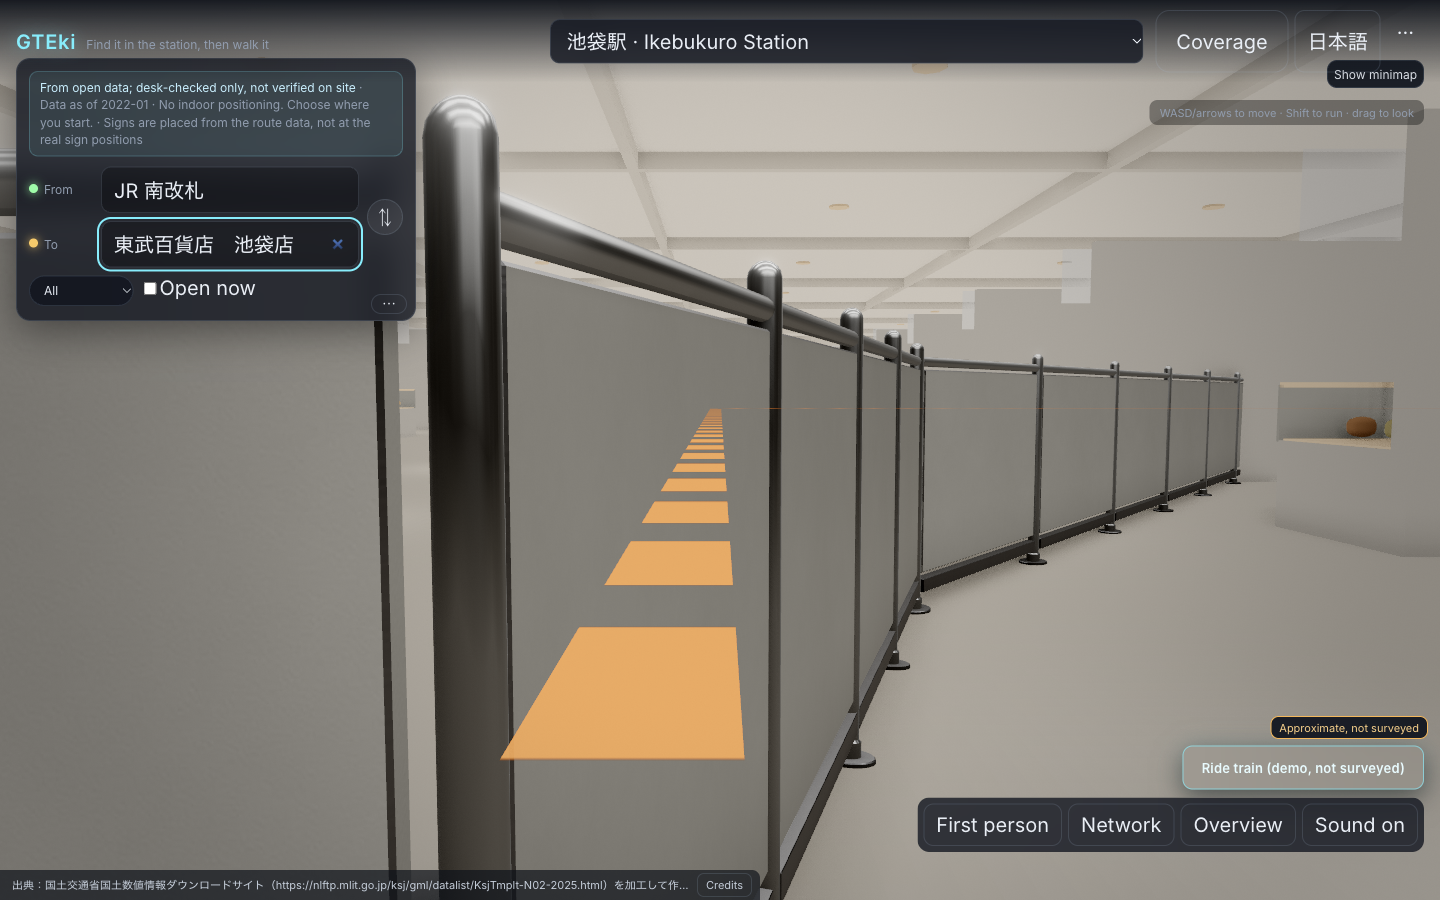 GTEki Find it in the station, then walk it
池袋駅 · Ikebukuro Station
Coverage
日本語
...
Show minimap
WASD/arrows to move · Shift to run · drag to look
From open data; desk-checked only, not verified on site ·
Data as of 2022-01 · No indoor positioning. Choose where
you start. · Signs are placed from the route data, not at the
real sign positions
From
JR 南改札
To
東武百貨店　池袋店
All
Open now
...
Approximate, not surveyed
Ride train (demo, not surveyed)
First person
Network
Overview
Sound on
出典：国土交通省国土数値情報ダウンロードサイト（https://nlftp.mlit.go.jp/ksj/gml/datalist/KsjTmplt-N02-2025.html）を加工して作...
Credits